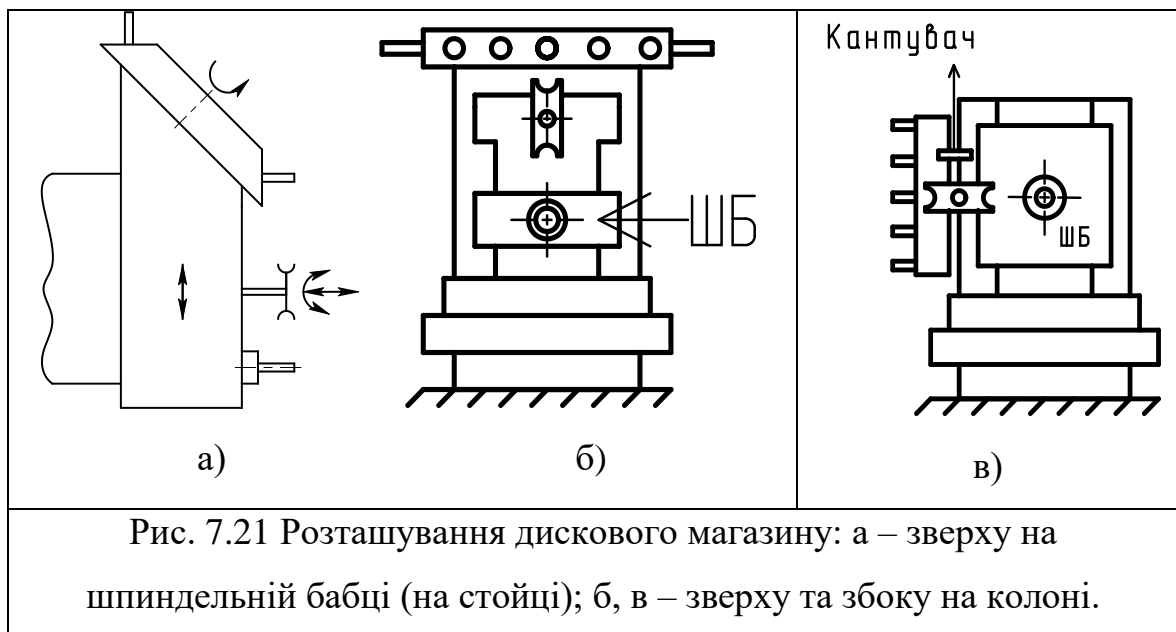 Кантувач
ШБ
ШБ
а)
б)
в)
Рис. 7.21 Розташування дискового магазину: а – зверху на
шпиндельній бабці (на стойці); б, в – зверху та збоку на колоні.